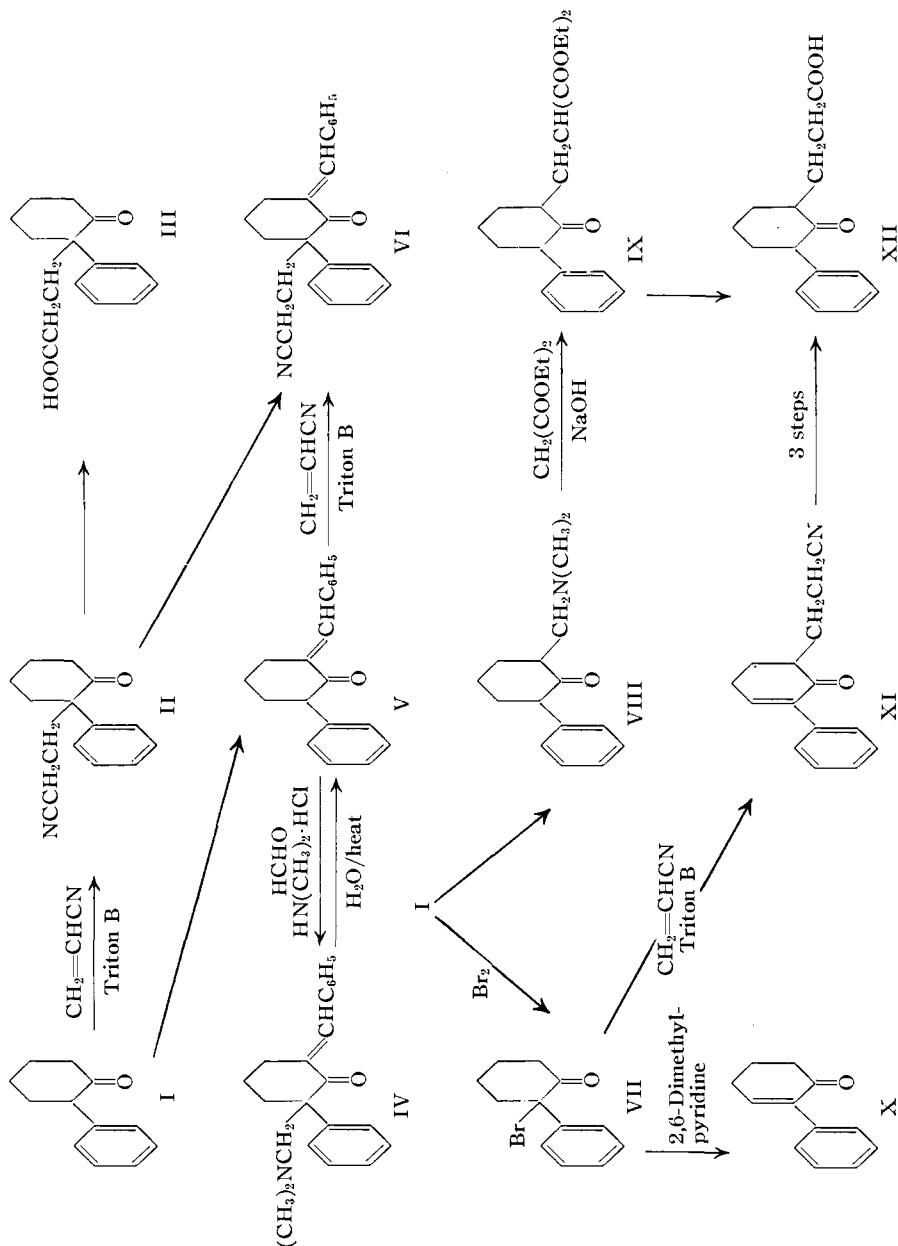 CH₂=CHCN
Triton B
I
NCCH₂CH₂
O
II
HOOCCH₂CH₂
O
III
O
(CH₃)₂NCH₂
CHC₆H₅
O
IV
HCHO
HN(CH₃)₂·HCl
H₂O/heat
CHC₆H₅
O
V
CH₂=CHCN
Triton B
NCCH₂CH₂
CHC₆H₅
O
VI
I
Br₂
Br
O
VII
CH₂N(CH₃)₂
O
VIII
CH₂(COOEt)₂
NaOH
CH₂CH(COOEt)₂
O
IX
2,6-Dimethyl-
pyridine
CH₂=CHCN
Triton B
O
X
CH₂CH₂CN
O
XI
3 steps
CH₂CH₂COOH
O
XII